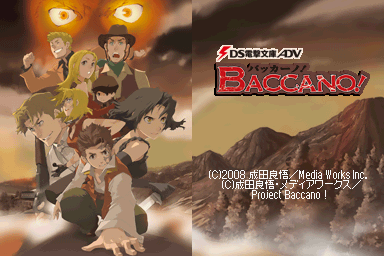 DS電撃文庫ADV
バッカーノ！
BACCANO!
(C)2008 成田良悟／Media Works Inc.
(C)成田良悟・メディアワークス／
Project Baccano！